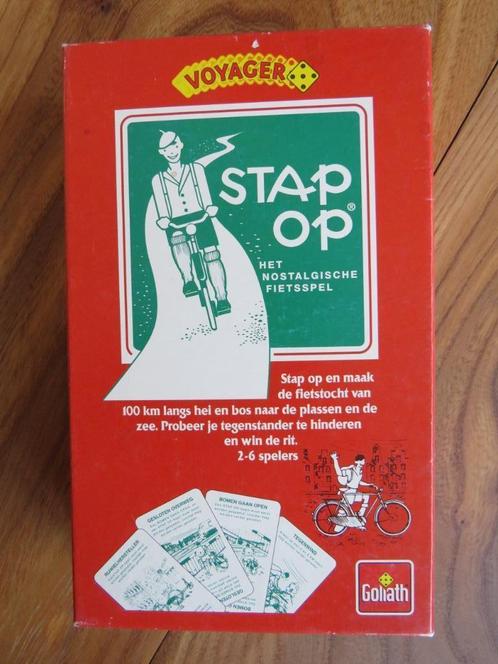 VOYAGER
STAP
OP®
HET
NOSTALGISCHE
FIETSSPEL
Stap op en maak
de fietstocht van
100 km langs hei en bos naar de plassen en de
zee. Probeer je tegenstander te hinderen
en win de rit.
2-6 spelers
RIJWIELHERSTELLER
GESLOTEN OVERWEG
BOMEN GAAN OPEN
TEGENWIND
Goliath